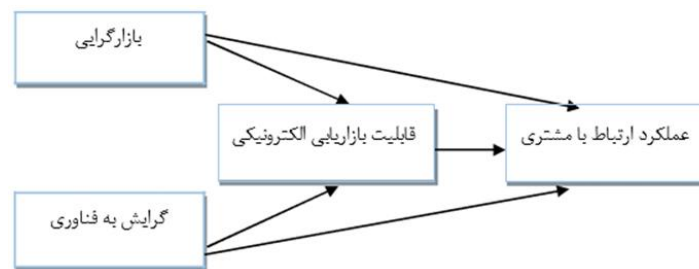 بازارگرایی
قابلیت بازاریابی الکترونیکی
عملکرد ارتباط با مشتری
گرایش به فناوری